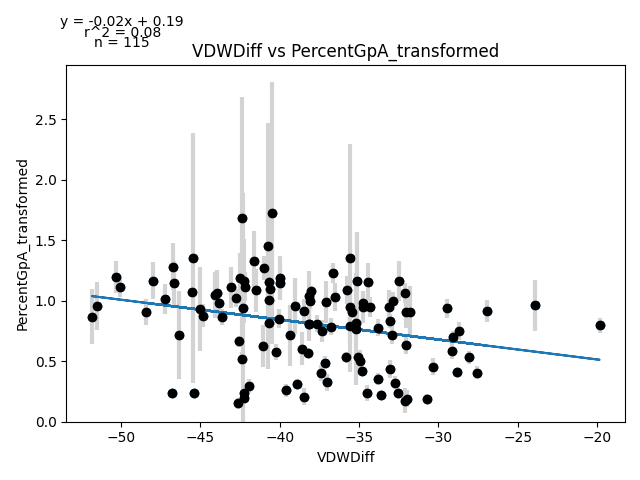 y = -0.02x + 0.19
r^2 = 0.08
n = 115
VDWDiff vs PercentGpA_transformed
PercentGpA_transformed
2.5
2.0
1.5
1.0
0.5
0.0
−50 −45 −40 −35 −30 −25 −20
VDWDiff